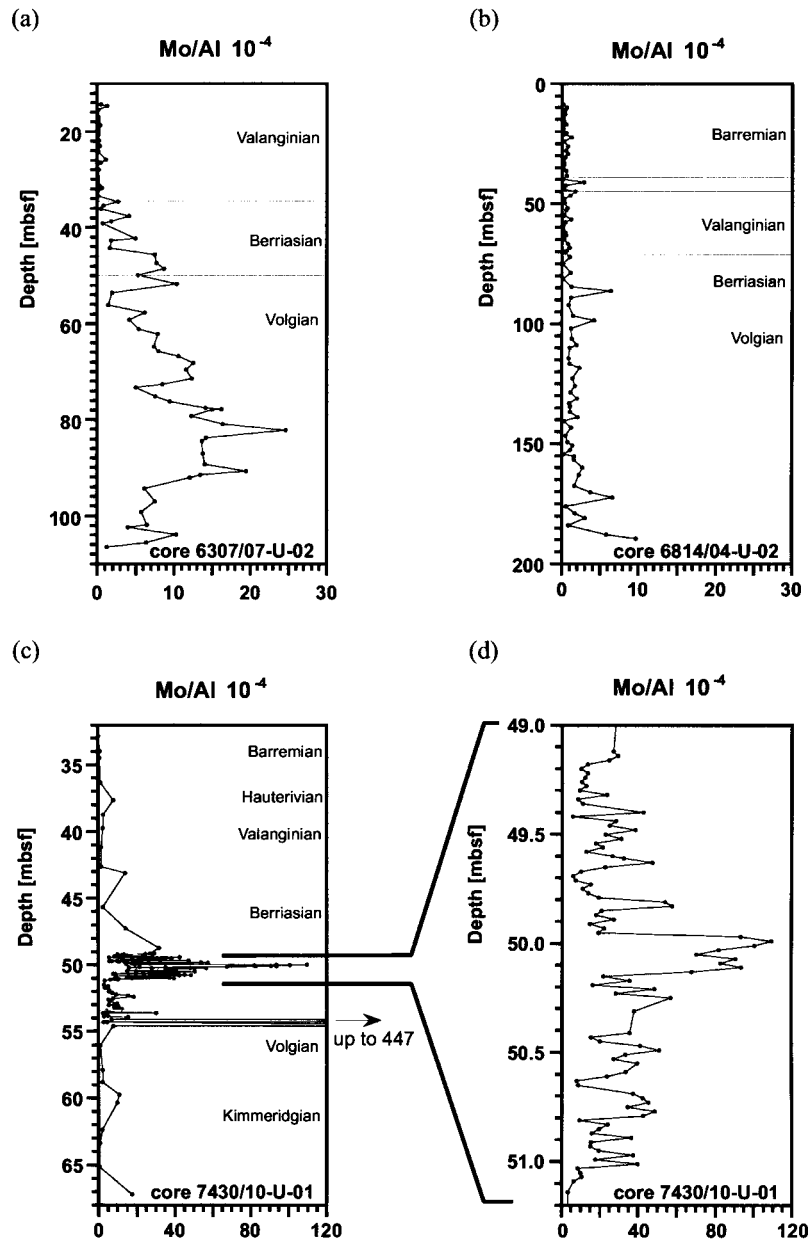 (a)
Mo/Al 10-4
Depth [mbsf]
20
40
60
80
100
Valanginian
Berriasian
Volgian
core 6307/07-U-02
0 10 20 30
(b)
Mo/Al 10-4
Depth [mbsf]
0
50
100
150
200
Barremian
Valanginian
Berriasian
Volgian
core 6814/04-U-02
0 10 20 30
(c)
Mo/Al 10-4
Depth [mbsf]
35
40
45
50
55
60
65
Barremian
Hauterivian
Valanginian
Berriasian
up to 447
Volgian
Kimmeridgian
core 7430/10-U-01
0 40 80 120
(d)
Mo/Al 10-4
Depth [mbsf]
49.0
49.5
50.0
50.5
51.0
core 7430/10-U-01
0 40 80 120